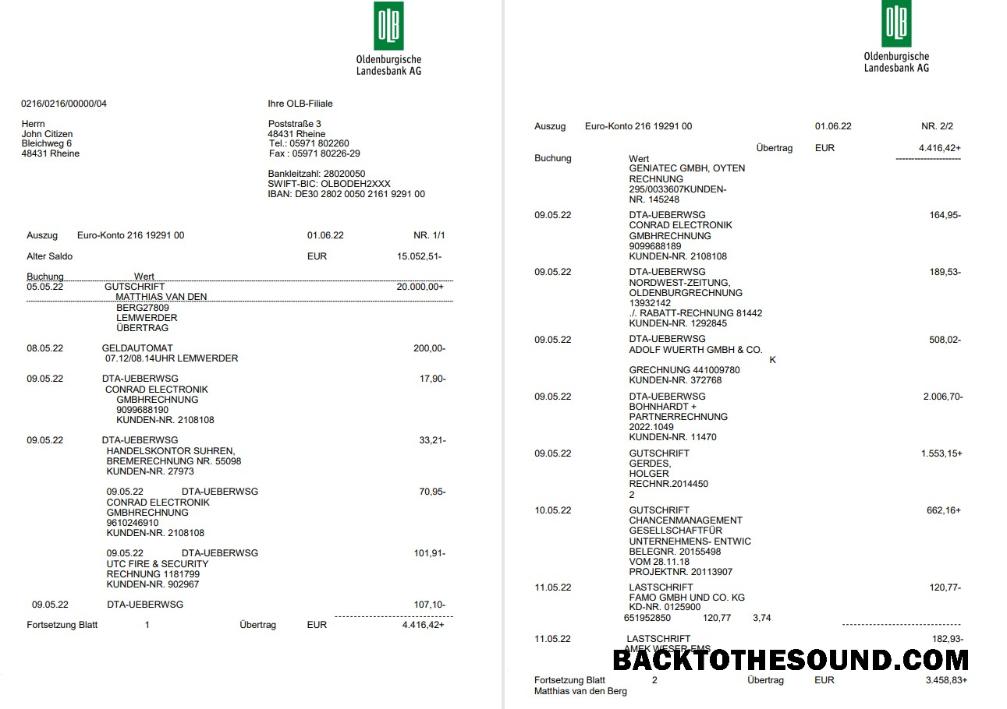 OLB
Oldenburgische
Landesbank AG
0216/0216/00000/04
Ihre OLB-Filiale
Herrn
John Citizen
Bleichweg 6
48431 Rheine
Poststraße 3
48431 Rheine
Tel.: 05971 802260
Fax : 05971 80226-29
Bankleitzahl: 28020050
SWIFT-BIC: OLBODEH2XXX
IBAN: DE30 2802 0050 2161 9291 00
Auszug Euro-Konto 216 19291 00 01.06.22 NR. 1/1
Alter Saldo EUR 15.052,51-
Buchung Wert
05.05.22 GUTSCHRIFT 20.000,00+
MATTHIAS VAN DEN
BERG27809
LEMWERDER
ÜBERTRAG
08.05.22 GELDAUTOMAT 200,00-
07.12/08.14UHR LEMWERDER
09.05.22 DTA-UEBERWSG 17,90-
CONRAD ELECTRONIK
GMBHRECHNUNG
9099688190
KUNDEN-NR. 2108108
09.05.22 DTA-UEBERWSG 33,21-
HANDELSKONTOR SUHREN,
BREMERECHNUNG NR. 55098
KUNDEN-NR. 27973
09.05.22 DTA-UEBERWSG 70,95-
CONRAD ELECTRONIK
GMBHRECHNUNG
9610246910
KUNDEN-NR. 2108108
09.05.22 DTA-UEBERWSG 101,91-
UTC FIRE & SECURITY
RECHNUNG 1181799
KUNDEN-NR. 902967
09.05.22 DTA-UEBERWSG 107,10-
Fortsetzung Blatt 1 Übertrag EUR 4.416,42+
OLB
Oldenburgische
Landesbank AG
Auszug Euro-Konto 216 19291 00 01.06.22 NR. 2/2
Übertrag EUR 4.416,42+
Buchung Wert
GENIATEC GMBH, OYTEN
RECHNUNG
295/0033607KUNDEN-
NR. 145248
09.05.22 DTA-UEBERWSG 164,95-
CONRAD ELEKTRONIK
GMBHRECHNUNG
9099688189
KUNDEN-NR. 2108108
09.05.22 DTA-UEBERWSG 189,53-
NORDWEST-ZEITUNG,
OLDENBURGRECHNUNG
13932142
./. RABATT-RECHNUNG 81442
KUNDEN-NR. 1292845
09.05.22 DTA-UEBERWSG 508,02-
ADOLF WUERTH GMBH & CO.
K
GRECHNUNG 441009780
KUNDEN-NR. 372768
09.05.22 DTA-UEBERWSG 2.006,70-
BOHNHARDT +
PARTNERRECHNUNG
2022.1049
KUNDEN-NR. 11470
09.05.22 GUTSCHRIFT 1.553,15+
GERDES,
HOLGER
RECHNR.2014450
2
10.05.22 GUTSCHRIFT 662,16+
CHANCENMANAGEMENT
GESELLSCHAFTFÜR
UNTERNEHMENS- ENTWIC
BELEGNR. 20155498
VOM 28.11.18
PROJEKTNR. 20113907
11.05.22 LASTSCHRIFT 120,77-
FAMO GMBH UND CO. KG
KD-NR. 0125900
651952850 120,77 3,74
11.05.22 LASTSCHRIFT 182,93-
AMEK WESER-EMS
BACKTOTHESOUND.COM
Fortsetzung Blatt 2 Übertrag EUR 3.458,83+
Matthias van den Berg